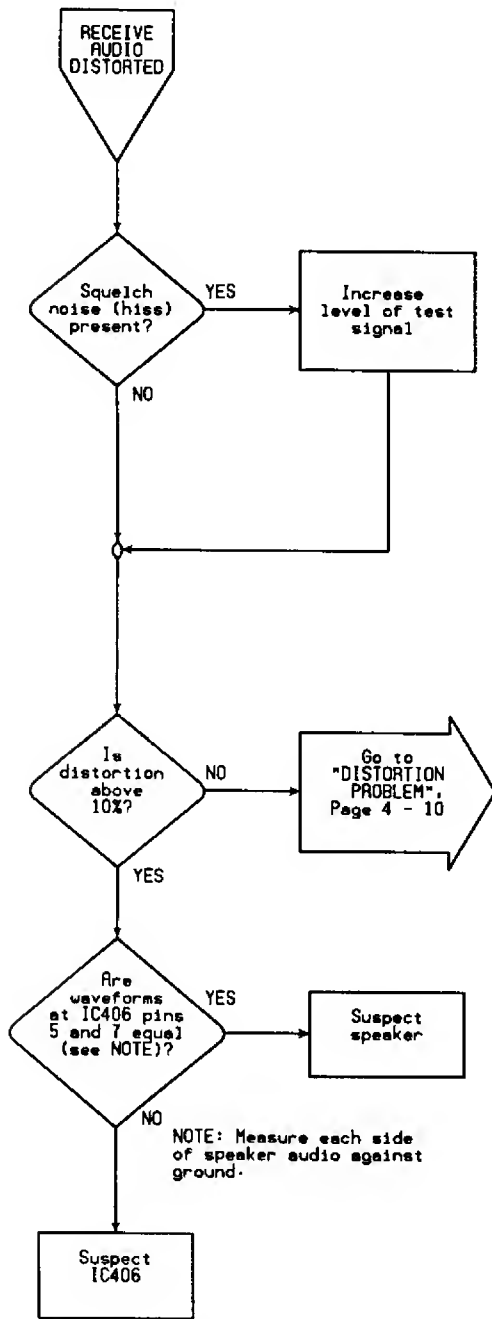 RECEIVE
AUDIO
DISTORTED
Squelch
noise (hiss)
present?
YES
Increase
level of test
signal
NO
Is
distortion
above
10%?
NO
Go to
"DISTORTION
PROBLEM",
Page 4 - 10
YES
Are
waveforms
at IC406 pins
5 and 7 equal
(see NOTE)?
YES
Suspect
speaker
NO
NOTE: Measure each side
of speaker audio against
ground.
Suspect
IC406